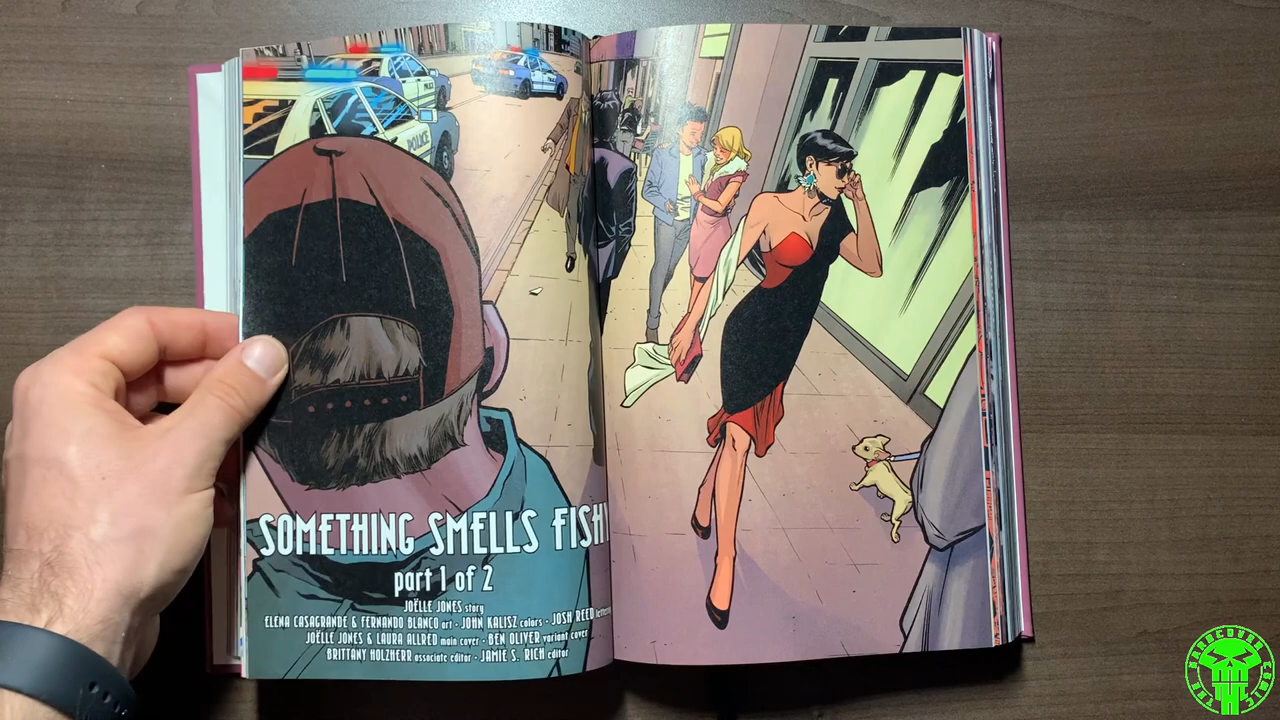 POLICE
SOMETHING SMELLS FISHY
part 1 of 2
JOËLLE JONES story
ELENA CASAGRANDE & FERNANDO BLANCO art • JOHN KALISZ colors • JOSH REED letters
JOËLLE JONES & LAURA ALLRED main cover • BEN OLIVER variant cover
BRITTANY HOLZHERR associate editor • JAMIE S. RICH editor